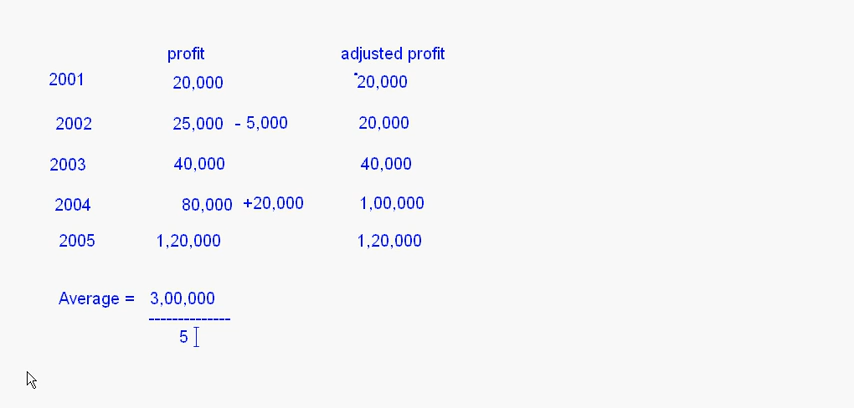 profit adjusted profit
2001 20,000 20,000
2002 25,000 - 5,000 20,000
2003 40,000 40,000
2004 80,000 +20,000 1,00,000
2005 1,20,000 1,20,000
Average = 3,00,000
--------------
5